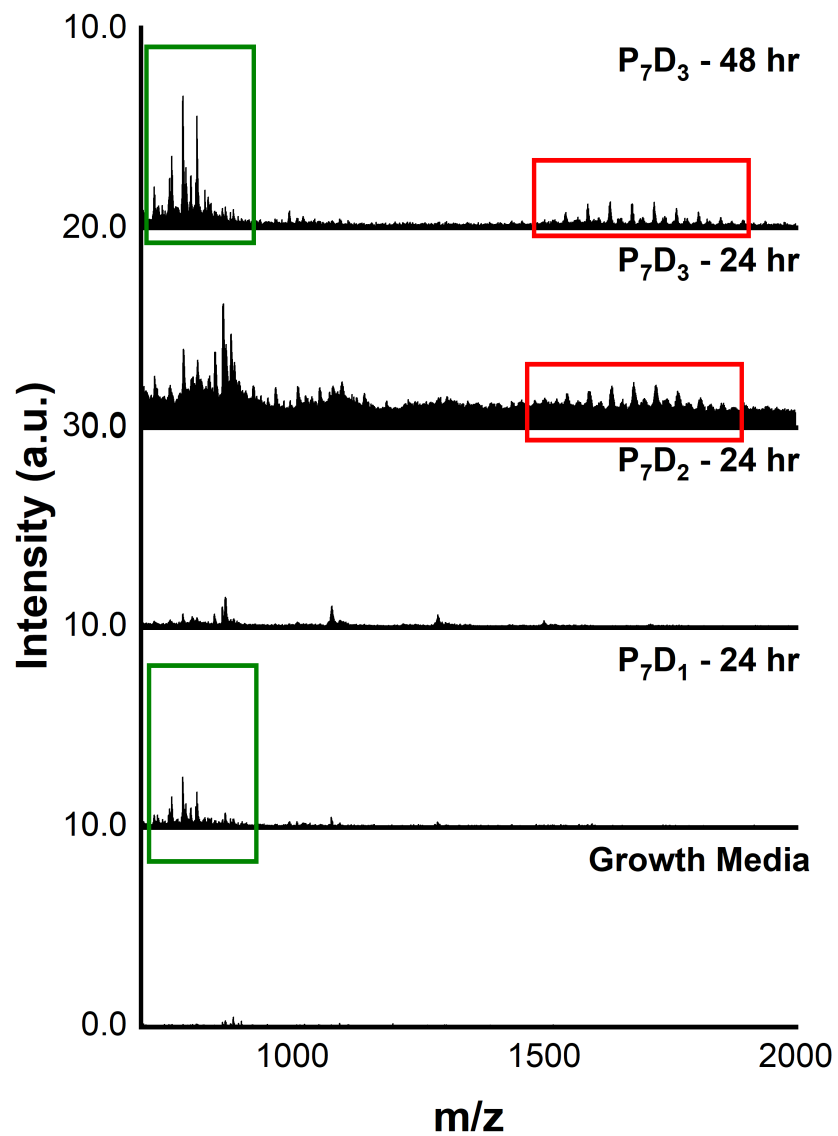 10.0
P₇D₃ - 48 hr
20.0
P₇D₃ - 24 hr
30.0
P₇D₂ - 24 hr
10.0
P₇D₁ - 24 hr
10.0
Growth Media
0.0
1000 1500 2000
m/z
Intensity (a.u.)